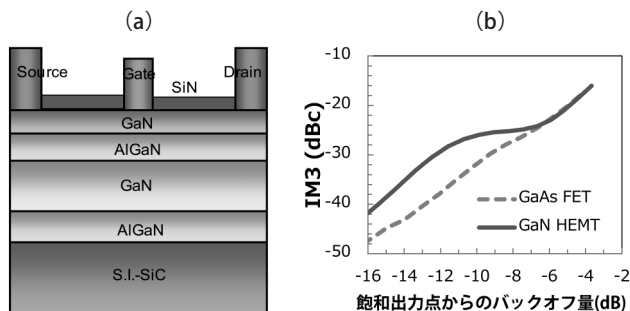 (a)
Source
Gate
Drain
SiN
GaN
AlGaN
GaN
AlGaN
S.I.-SiC
(b)
-10
-20
-30
-40
-50
IM3 (dBc)
GaAs FET
GaN HEMT
-16 -14 -12 -10 -8 -6 -4 -2
飽和出力点からのバックオフ量(dB)